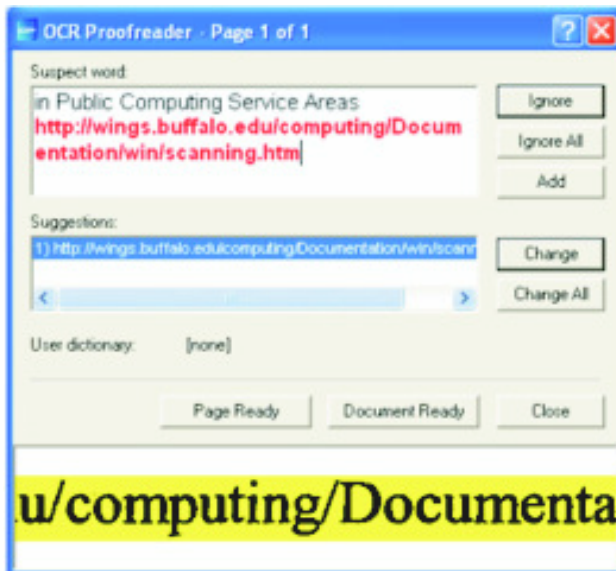 OCR Proofreader - Page 1 of 1
Suspect word:
in Public Computing Service Areas
http://wings.buffalo.edu/computing/Docum
entation/win/scanning.htm
Ignore
Ignore All
Add
Suggestions:
1) http://wings.buffalo.edu/computing/Documentation/win/scann
Change
Change All
User dictionary: [none]
Page Ready Document Ready Close
u/computing/Documenta